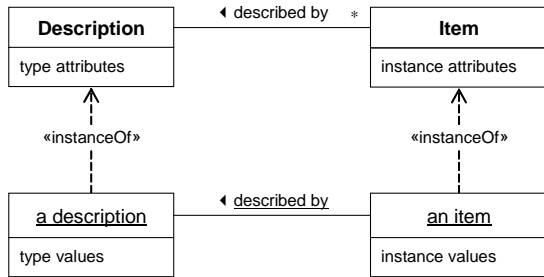 Description
◄ described by *
Item
type attributes
instance attributes
«instanceOf»
«instanceOf»
a description
◄ described by
an item
type values
instance values